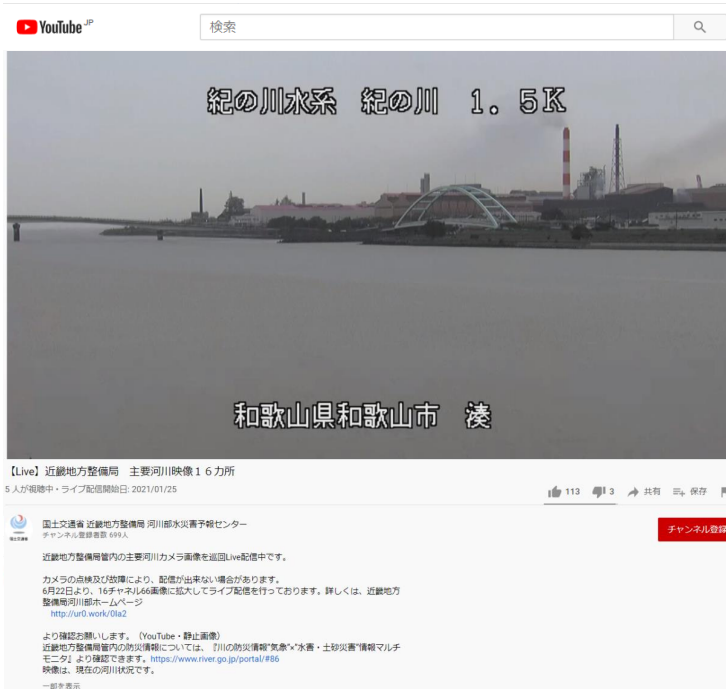 YouTube JP
検索
紀の川水系 紀の川 1.5K
和歌山県和歌山市 湊
【Live】近畿地方整備局 主要河川映像16カ所
5 人が視聴中・ライブ配信開始日: 2021/01/25
113 3 共有 保存
国土交通省 近畿地方整備局 河川部水災害予報センター
チャンネル登録者数 699人
チャンネル登録
近畿地方整備局管内の主要河川カメラ画像を巡回Live配信中です。
カメラの点検及び故障により、配信が出来ない場合があります。
6月22日より、16チャネル66画像に拡大してライブ配信を行っております。詳しくは、近畿地方
整備局河川部ホームページ
http://ur0.work/0la2
より確認お願いします。（YouTube・静止画像）
近畿地方整備局管内の防災情報については、『川の防災情報"気象"×"水害・土砂災害"情報マルチ
モニタ』より確認できます。https://www.river.go.jp/portal/#86
映像は、現在の河川状況です。
一部を表示